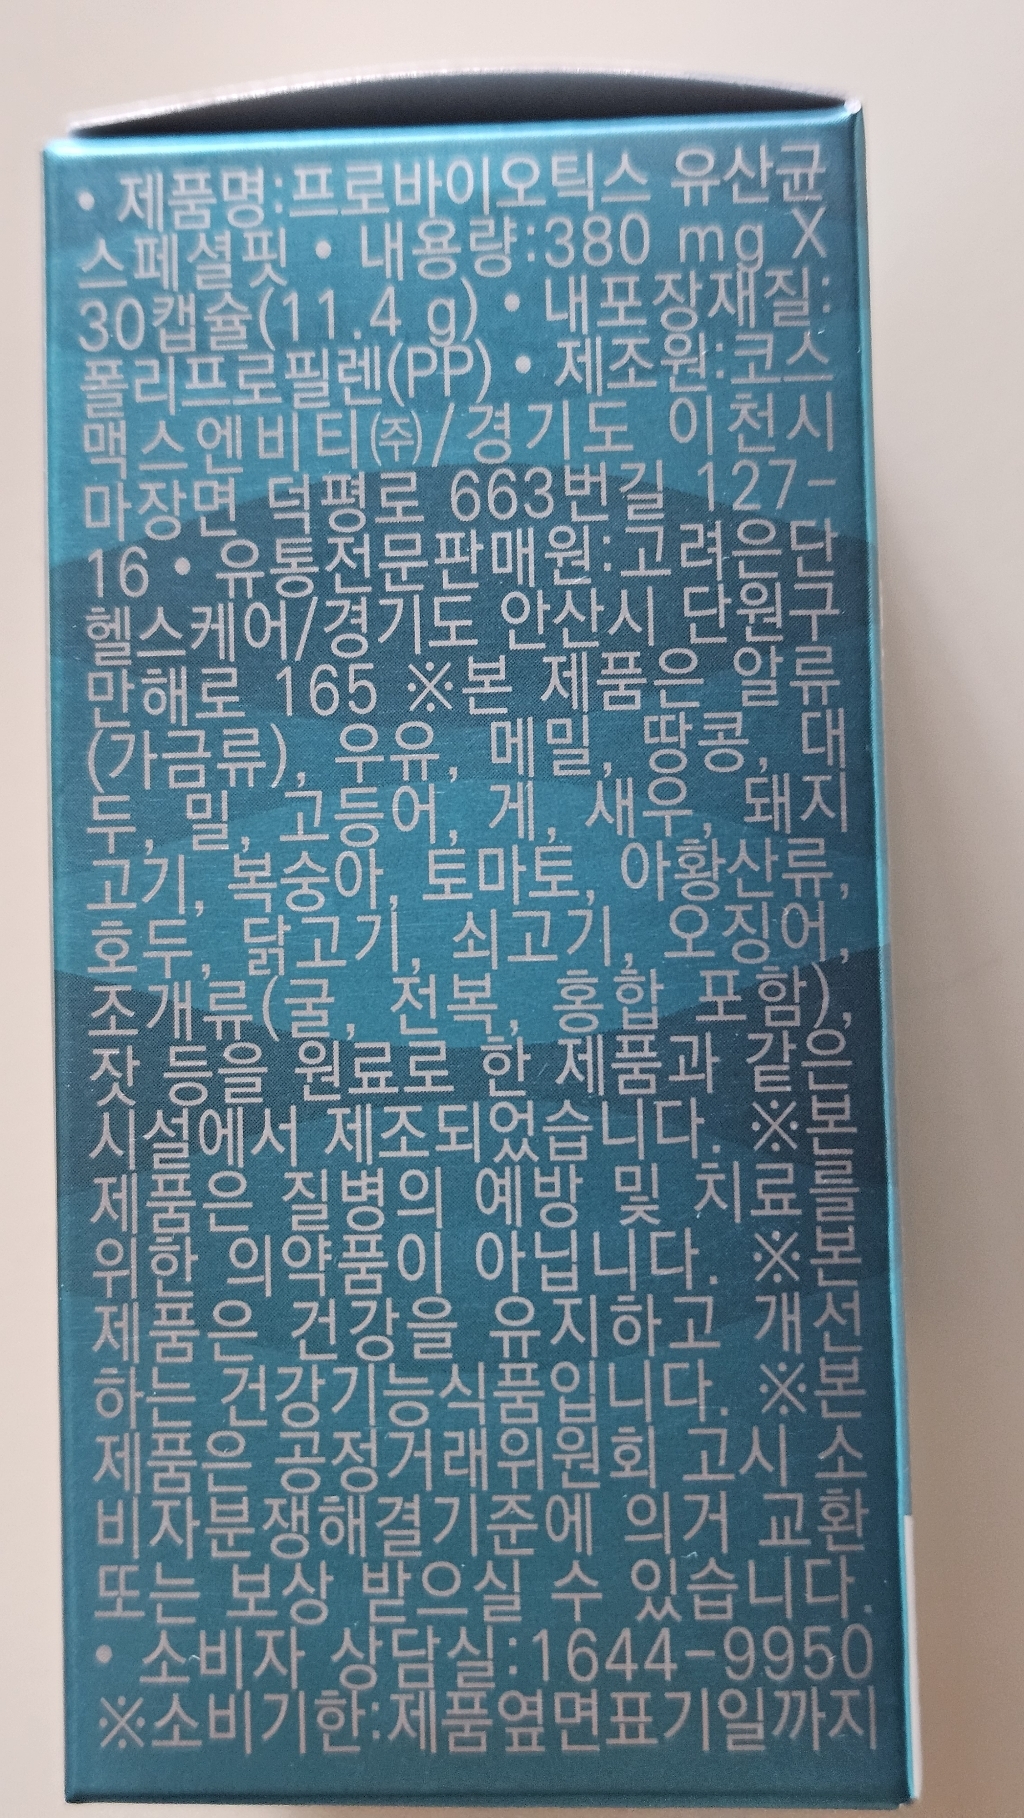 • 제품명:프로바이오틱스 유산균
스페셜핏 • 내용량:380 mg X
30캡슐(11.4 g) • 내포장재질:
폴리프로필렌(PP) • 제조원:코스
맥스엔비티㈜/경기도 이천시
마장면 덕평로 663번길 127-
16 • 유통전문판매원:고려은단
헬스케어/경기도 안산시 단원구
만해로 165 ※본 제품은 알류
(가금류), 우유, 메밀, 땅콩, 대
두, 밀, 고등어, 게, 새우, 돼지
고기, 복숭아, 토마토, 아황산류,
호두, 닭고기, 쇠고기, 오징어,
조개류(굴, 전복, 홍합 포함),
잣 등을 원료로 한 제품과 같은
시설에서 제조되었습니다. ※본
제품은 질병의 예방 및 치료를
위한 의약품이 아닙니다. ※본
제품은 건강을 유지하고 개선
하는 건강기능식품입니다. ※본
제품은 공정거래위원회 고시 소
비자분쟁해결기준에 의거 교환
또는 보상 받으실 수 있습니다.
• 소비자 상담실:1644-9950
※소비기한:제품옆면표기일까지